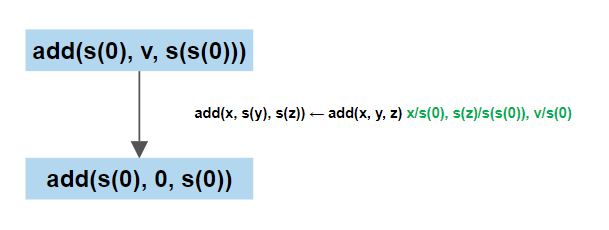 add(s(0), v, s(s(0)))
add(x, s(y), s(z)) ← add(x, y, z) x/s(0), s(z)/s(s(0)), v/s(0)
add(s(0), 0, s(0))